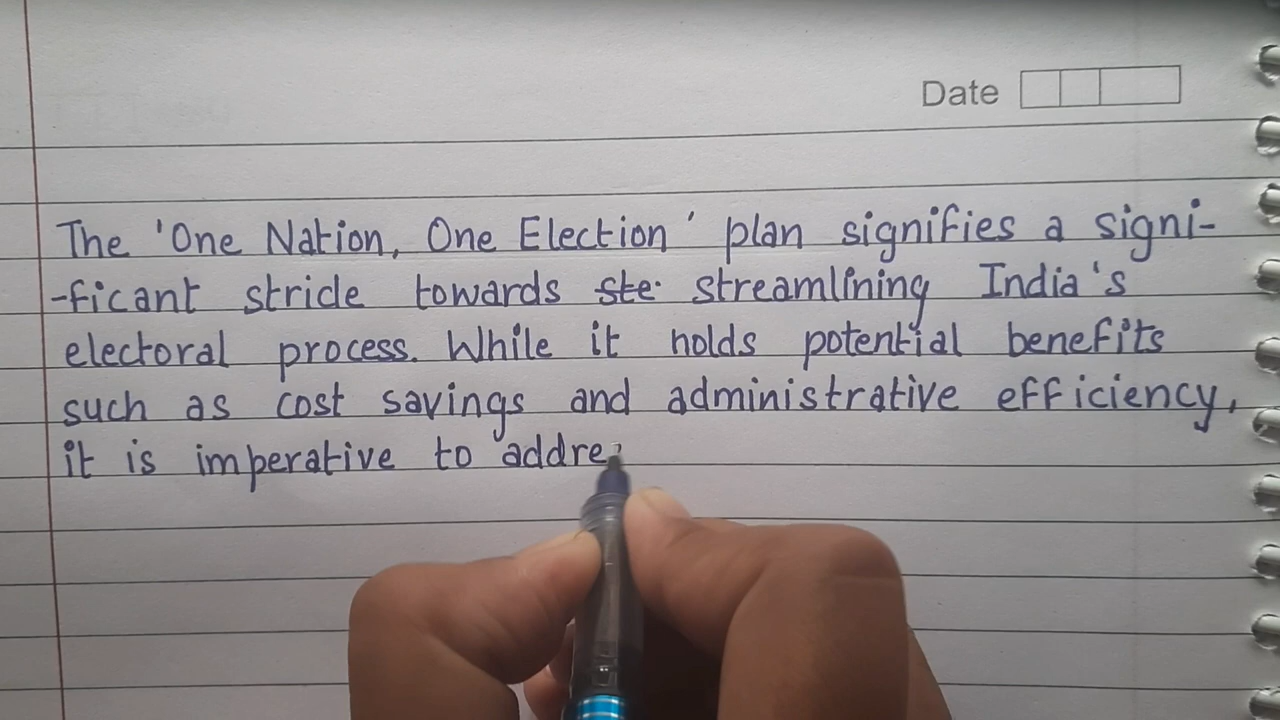 Date
The 'One Nation, One Election' plan signifies a signi-
-ficant stride towards ste streamlining India's
electoral process. While it holds potential benefits
such as cost savings and administrative efficiency,
it is imperative to addre